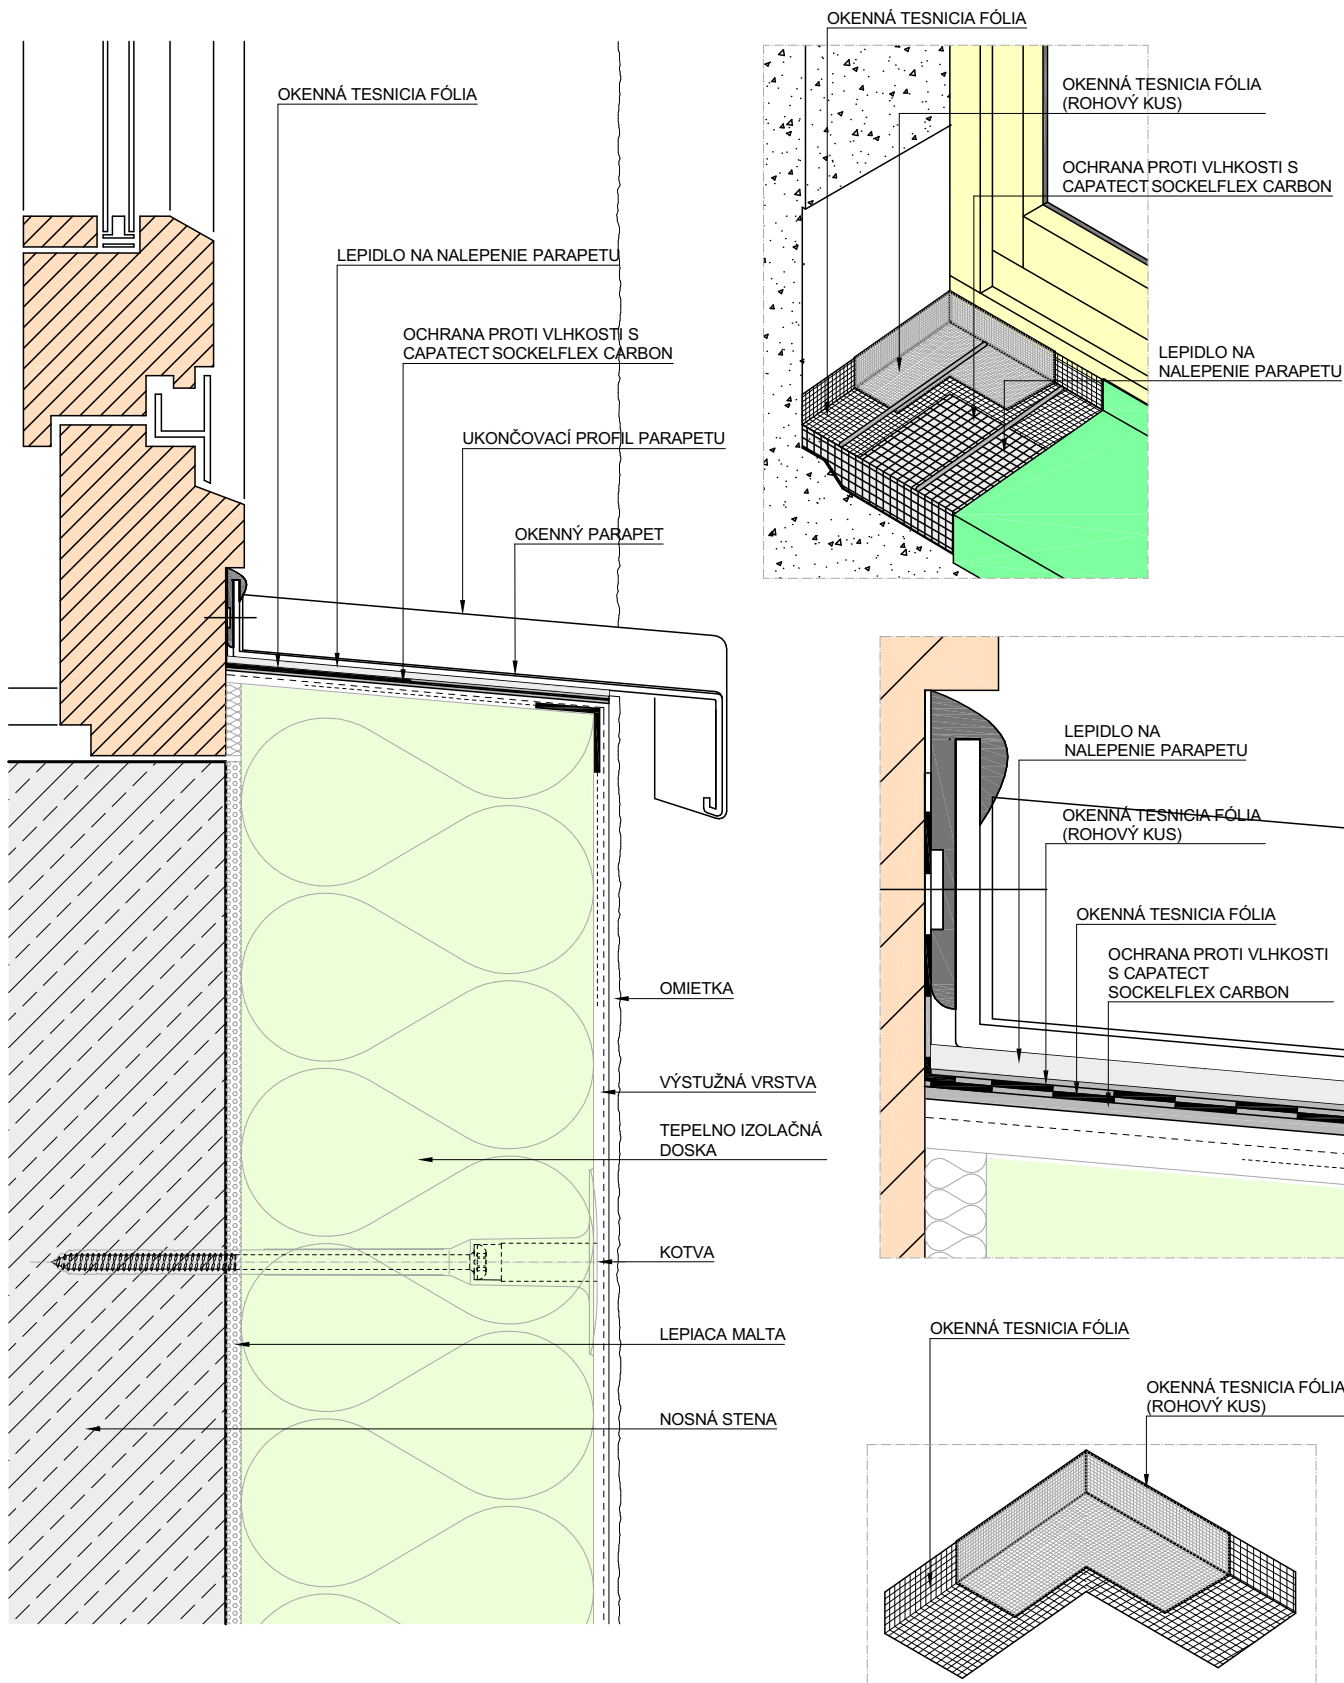 OKENNÁ TESNICIA FÓLIA
LEPIDLO NA NALEPENIE PARAPETU
OCHRANA PROTI VLHKOSTI S
CAPATECT SOCKELFLEX CARBON
UKONČOVACÍ PROFIL PARAPETU
OKENNÝ PARAPET
OMIETKA
VÝSTUŽNÁ VRSTVA
TEPELNO IZOLAČNÁ
DOSKA
KOTVA
LEPIACA MALTA
NOSNÁ STENA
OKENNÁ TESNICIA FÓLIA
OKENNÁ TESNICIA FÓLIA
(ROHOVÝ KUS)
OCHRANA PROTI VLHKOSTI S
CAPATECT SOCKELFLEX CARBON
LEPIDLO NA
NALEPENIE PARAPETU
LEPIDLO NA
NALEPENIE PARAPETU
OKENNÁ TESNICIA FÓLIA
(ROHOVÝ KUS)
OKENNÁ TESNICIA FÓLIA
OCHRANA PROTI VLHKOSTI
S CAPATECT
SOCKELFLEX CARBON
OKENNÁ TESNICIA FÓLIA
OKENNÁ TESNICIA FÓLIA
(ROHOVÝ KUS)